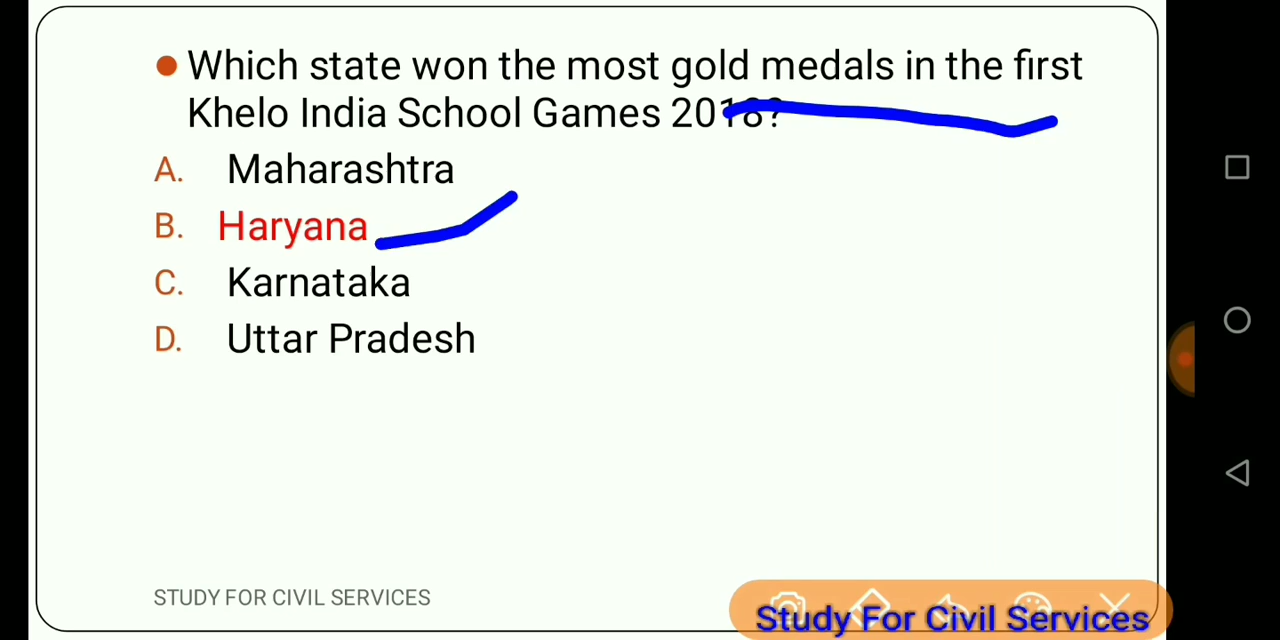 Which state won the most gold medals in the first
Khelo India School Games 2018?
A. Maharashtra
B. Haryana
C. Karnataka
D. Uttar Pradesh
STUDY FOR CIVIL SERVICES
Study For Civil Services